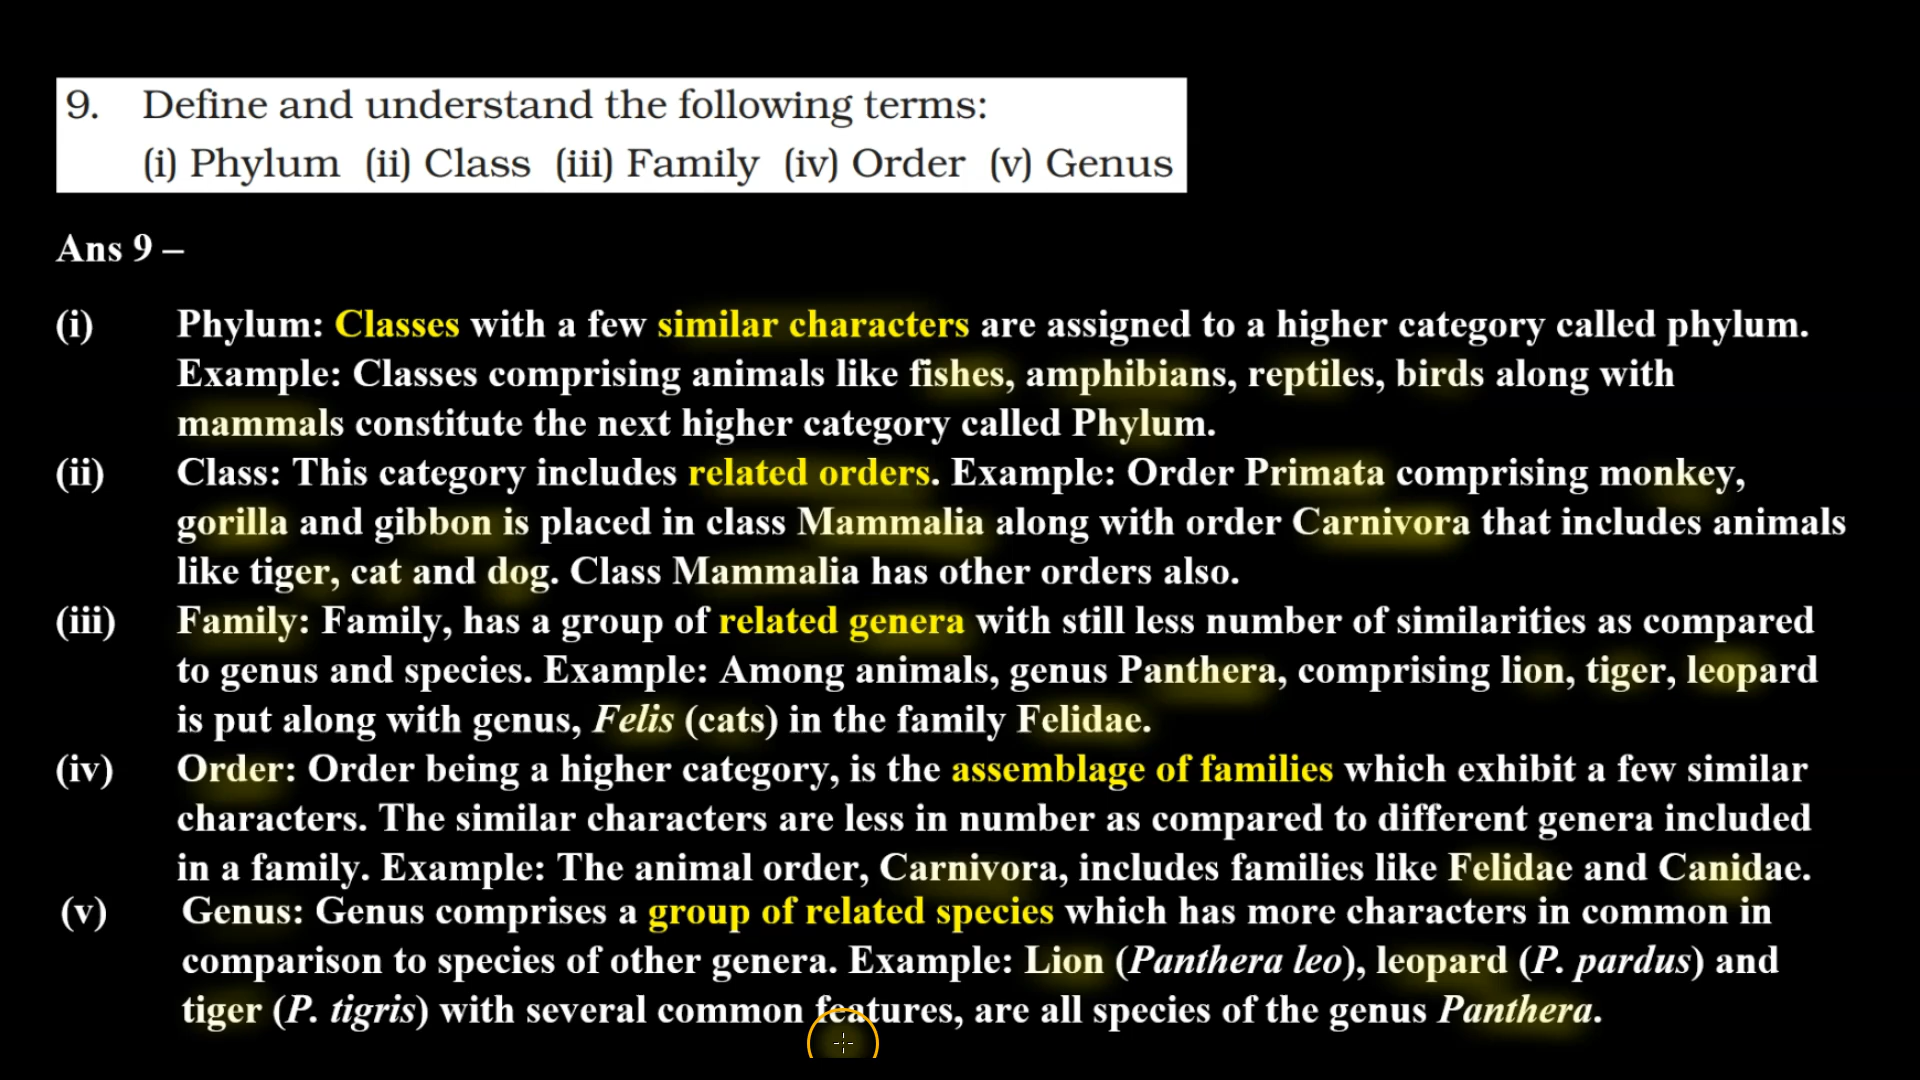 9. Define and understand the following terms:
(i) Phylum (ii) Class (iii) Family (iv) Order (v) Genus
Ans 9 –
(i) Phylum: Classes with a few similar characters are assigned to a higher category called phylum.
Example: Classes comprising animals like fishes, amphibians, reptiles, birds along with
mammals constitute the next higher category called Phylum.
(ii) Class: This category includes related orders. Example: Order Primata comprising monkey,
gorilla and gibbon is placed in class Mammalia along with order Carnivora that includes animals
like tiger, cat and dog. Class Mammalia has other orders also.
(iii) Family: Family, has a group of related genera with still less number of similarities as compared
to genus and species. Example: Among animals, genus Panthera, comprising lion, tiger, leopard
is put along with genus, Felis (cats) in the family Felidae.
(iv) Order: Order being a higher category, is the assemblage of families which exhibit a few similar
characters. The similar characters are less in number as compared to different genera included
in a family. Example: The animal order, Carnivora, includes families like Felidae and Canidae.
(v) Genus: Genus comprises a group of related species which has more characters in common in
comparison to species of other genera. Example: Lion (Panthera leo), leopard (P. pardus) and
tiger (P. tigris) with several common features, are all species of the genus Panthera.